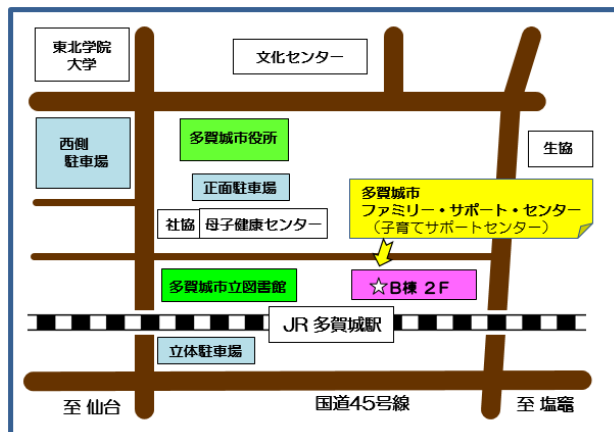 東北学院
大学
文化センター
西側
駐車場
多賀城市役所
生協
正面駐車場
多賀城市
ファミリー・サポート・センター
（子育てサポートセンター）
社協
母子健康センター
多賀城市立図書館
☆B棟 2F
JR 多賀城駅
立体駐車場
至 仙台
国道45号線
至 塩竈